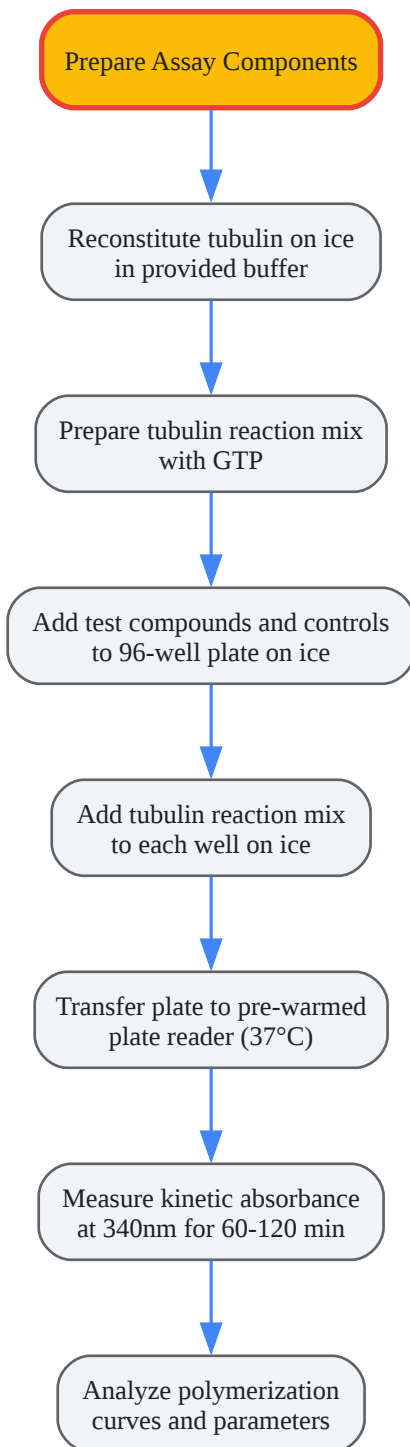 Prepare Assay Components
Reconstitute tubulin on ice
in provided buffer
Prepare tubulin reaction mix
with GTP
Add test compounds and controls
to 96-well plate on ice
Add tubulin reaction mix
to each well on ice
Transfer plate to pre-warmed
plate reader (37°C)
Measure kinetic absorbance
at 340nm for 60-120 min
Analyze polymerization
curves and parameters